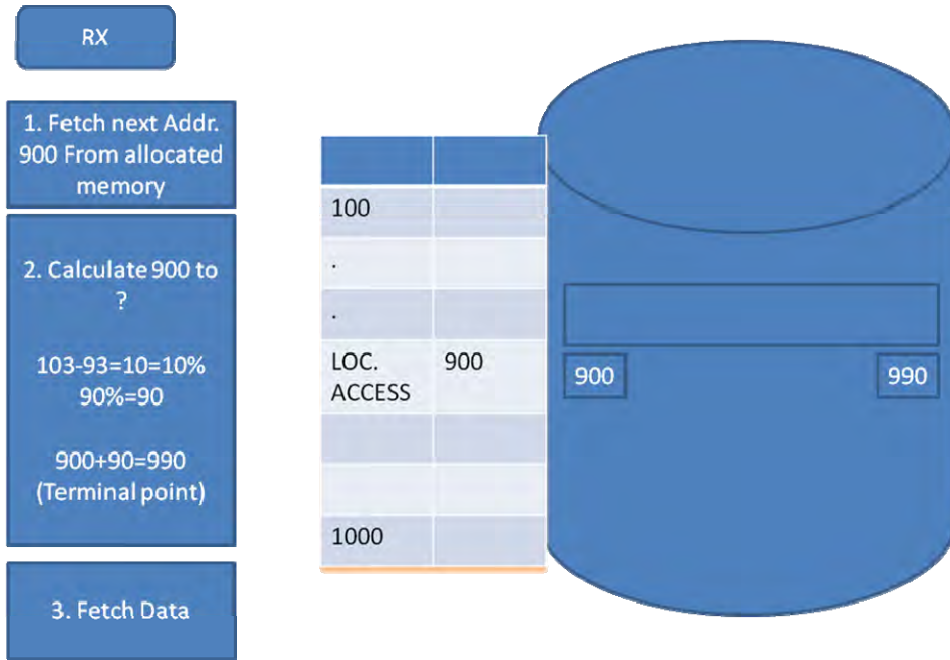 RX
1. Fetch next Addr.
900 From allocated
memory
2. Calculate 900 to
?
103-93=10=10%
90%=90
900+90=990
(Terminal point)
3. Fetch Data
100
.
.
LOC. 900
ACCESS
1000
900 990